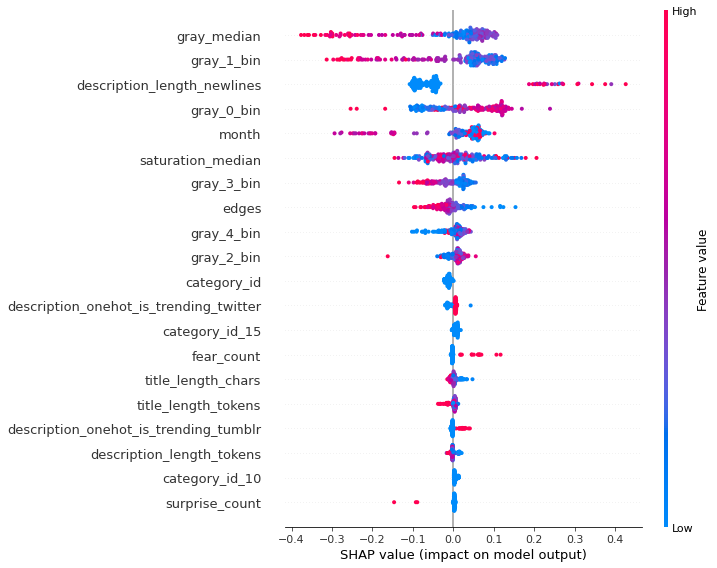 High
gray_median
gray_1_bin
description_length_newlines
gray_0_bin
month
saturation_median
gray_3_bin
edges
gray_4_bin
gray_2_bin
category_id
description_onehot_is_trending_twitter
category_id_15
fear_count
title_length_chars
title_length_tokens
description_onehot_is_trending_tumblr
description_length_tokens
category_id_10
surprise_count
Feature value
Low
−0.4 −0.3 −0.2 −0.1 0.0 0.1 0.2 0.3 0.4
SHAP value (impact on model output)